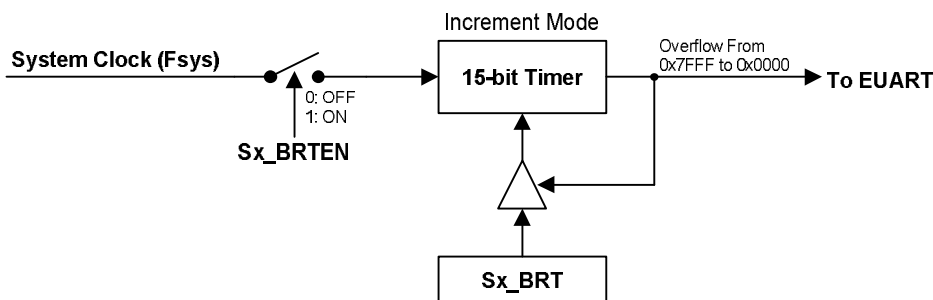 Increment Mode
System Clock (Fsys)
15-bit Timer
Overflow From
0x7FFF to 0x0000
To EUART
0: OFF
1: ON
Sx_BRTEN
Sx_BRT